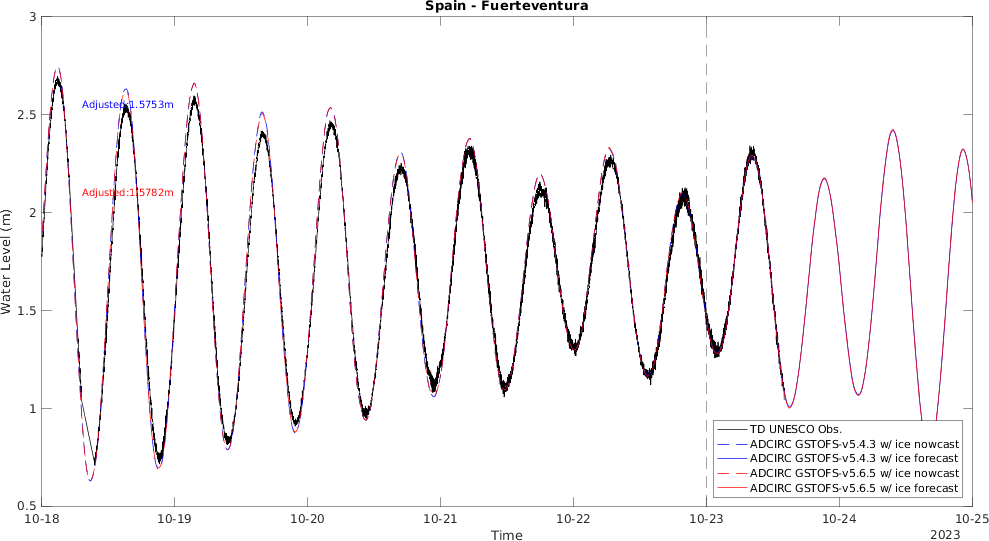 Spain - Fuerteventura
3
2.5
2
1.5
1
0.5
Water Level (m)
Adjusted:1.5753m
Adjusted:1.5782m
TD UNESCO Obs.
ADCIRC GSTOFS-v5.4.3 w/ ice nowcast
ADCIRC GSTOFS-v5.4.3 w/ ice forecast
ADCIRC GSTOFS-v5.6.5 w/ ice nowcast
ADCIRC GSTOFS-v5.6.5 w/ ice forecast
10-18 10-19 10-20 10-21 10-22 10-23 10-24 10-25
Time
2023